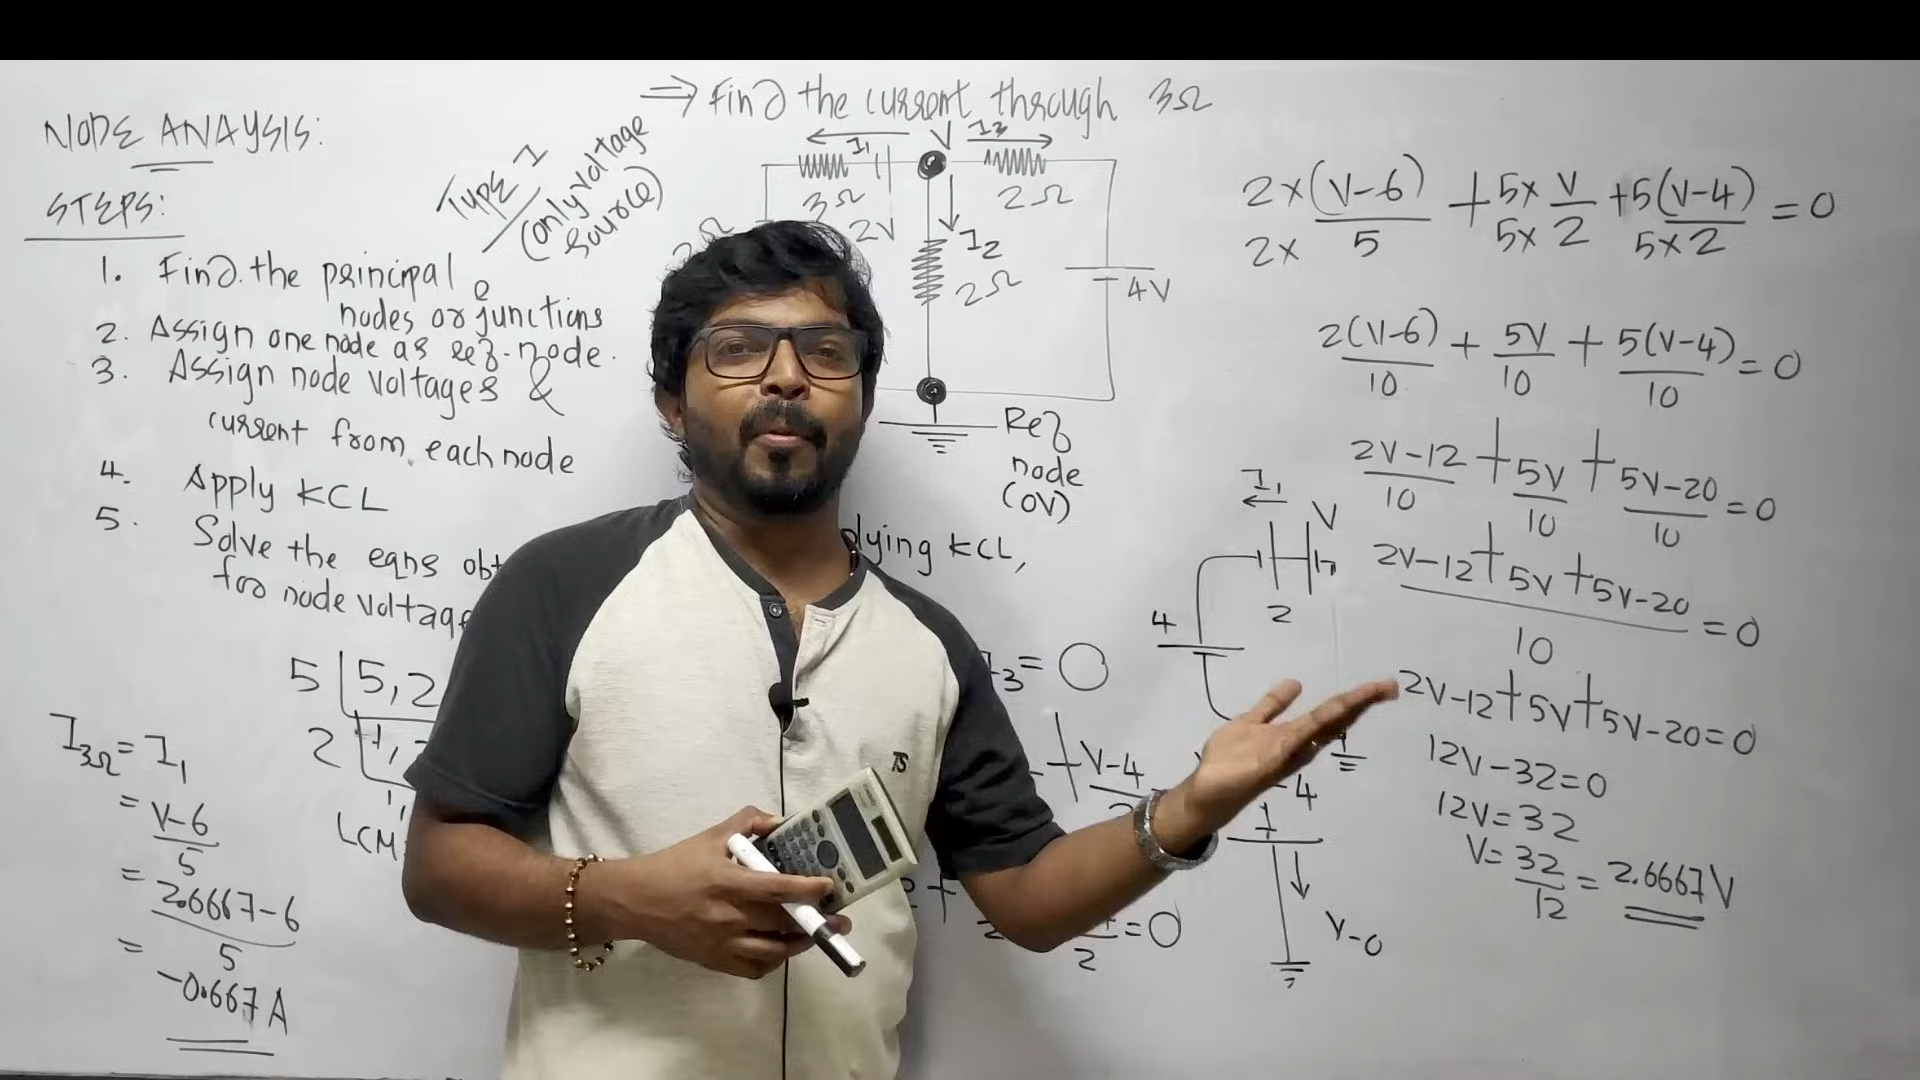 NODE ANAYSIS:
STEPS:
1. Find the principal
nodes or junctions
2. Assign one node as ref. node.
3. Assign node voltages &
current from each node
4. Apply KCL
5. Solve the eqns
for node voltage
TYPE I
(only voltage
source)
⇒ Find the current through 3Ω
I₁
V
I₃
3Ω
2V
2Ω
I₂
2Ω
4V
2Ω
Ref
node
(0V)
KCL,
I₃=0
V-4
=0
2
5 | 5, 2
2 | 1,
LCM
I₃Ω = I₁
= V-6
5
= 2.6667-6
5
= -0.667A
TS
I₁
V
2
4
V-0
2×(V-6)/2×5 + 5×V/5×2 + 5(V-4)/5×2 = 0
2(V-6)/10 + 5V/10 + 5(V-4)/10 = 0
2V-12/10 + 5V/10 + 5V-20/10 = 0
2V-12+5V+5V-20/10 = 0
2V-12+5V+5V-20=0
12V-32=0
12V=32
V=32/12 = 2.6667V